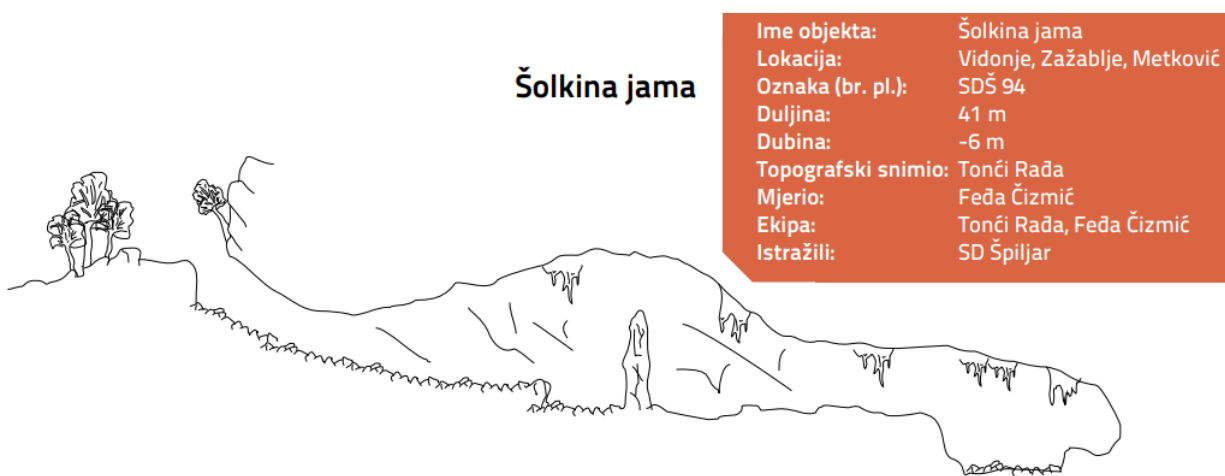 Šolkina jama
Ime objekta: Šolkina jama
Lokacija: Vidonje, Zažablje, Metković
Oznaka (br. pl.): SDŠ 94
Duljina: 41 m
Dubina: -6 m
Topografski snimio: Tonći Rađa
Mjerio: Feđa Čizmić
Ekipa: Tonći Rađa, Feđa Čizmić
Istražili: SD Špiljar